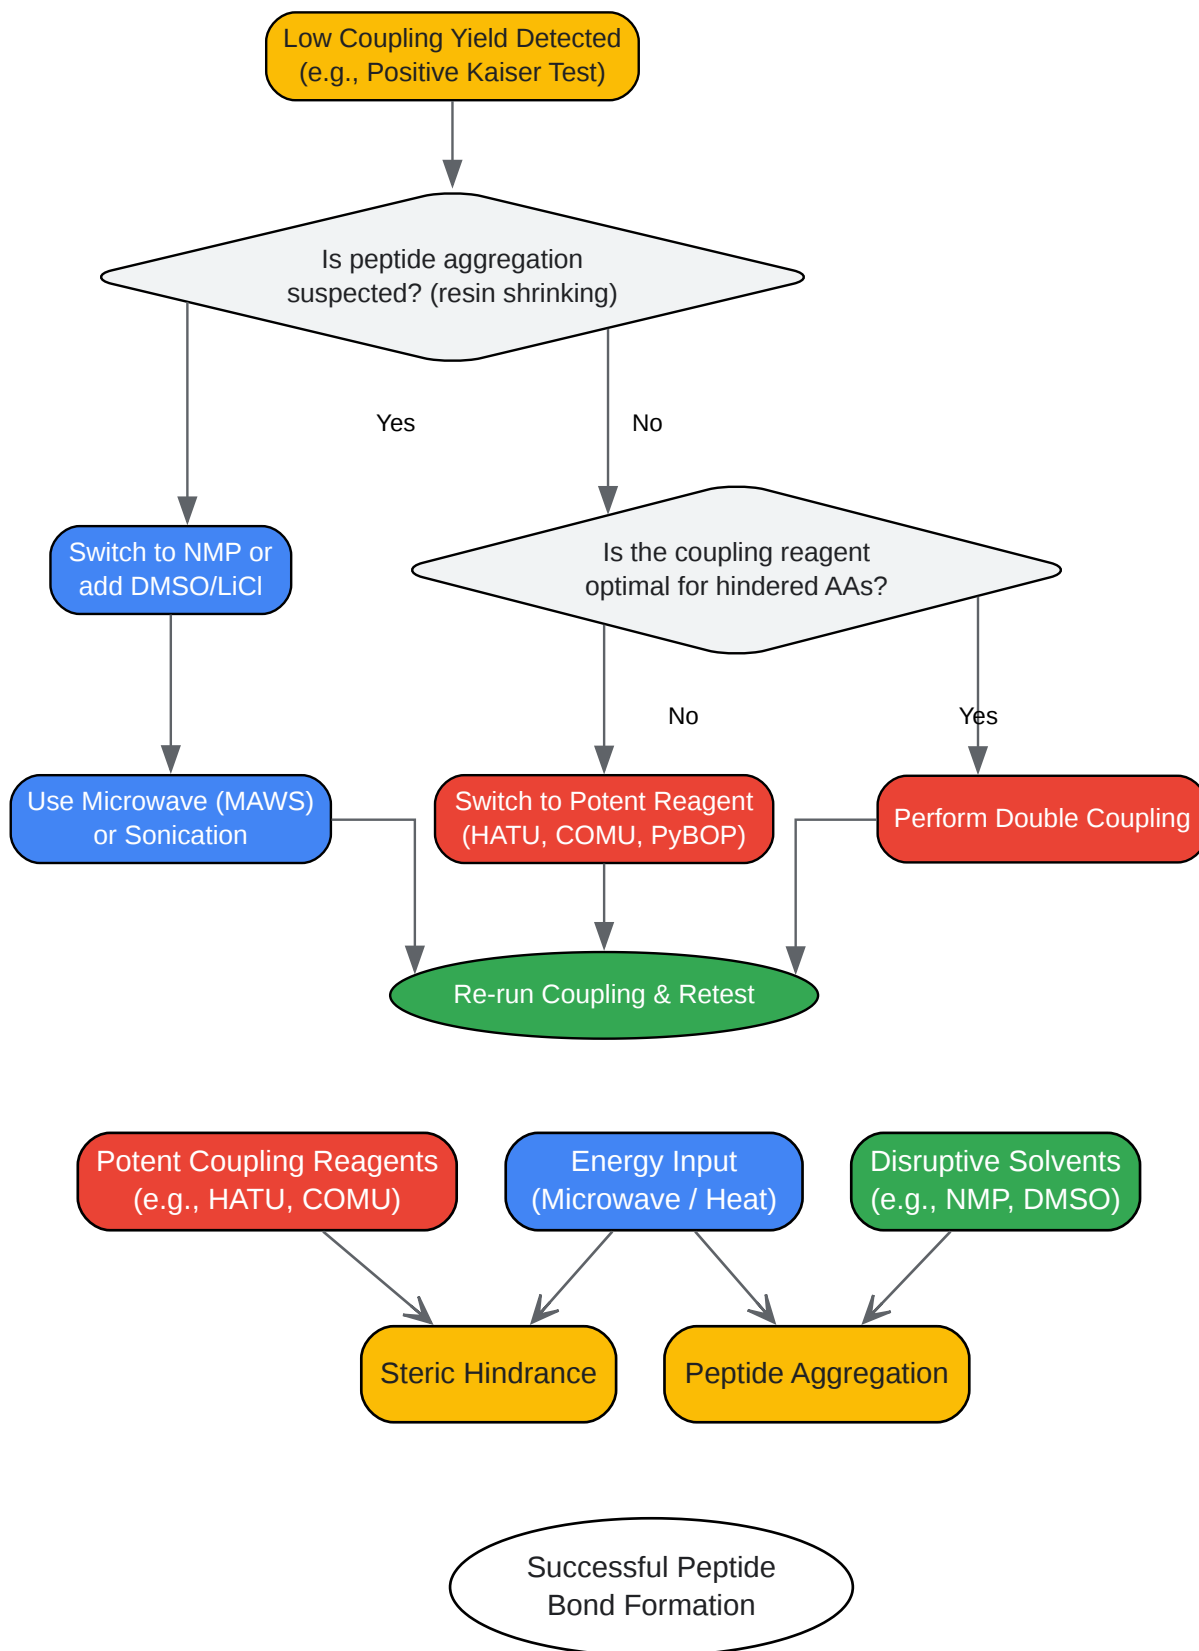 Low Coupling Yield Detected
(e.g., Positive Kaiser Test)
Is peptide aggregation
suspected? (resin shrinking)
Yes
No
Switch to NMP or
add DMSO/LiCl
Is the coupling reagent
optimal for hindered AAs?
No
Yes
Use Microwave (MAWS)
or Sonication
Switch to Potent Reagent
(HATU, COMU, PyBOP)
Perform Double Coupling
Re-run Coupling & Retest
Potent Coupling Reagents
(e.g., HATU, COMU)
Energy Input
(Microwave / Heat)
Disruptive Solvents
(e.g., NMP, DMSO)
Steric Hindrance
Peptide Aggregation
Successful Peptide
Bond Formation